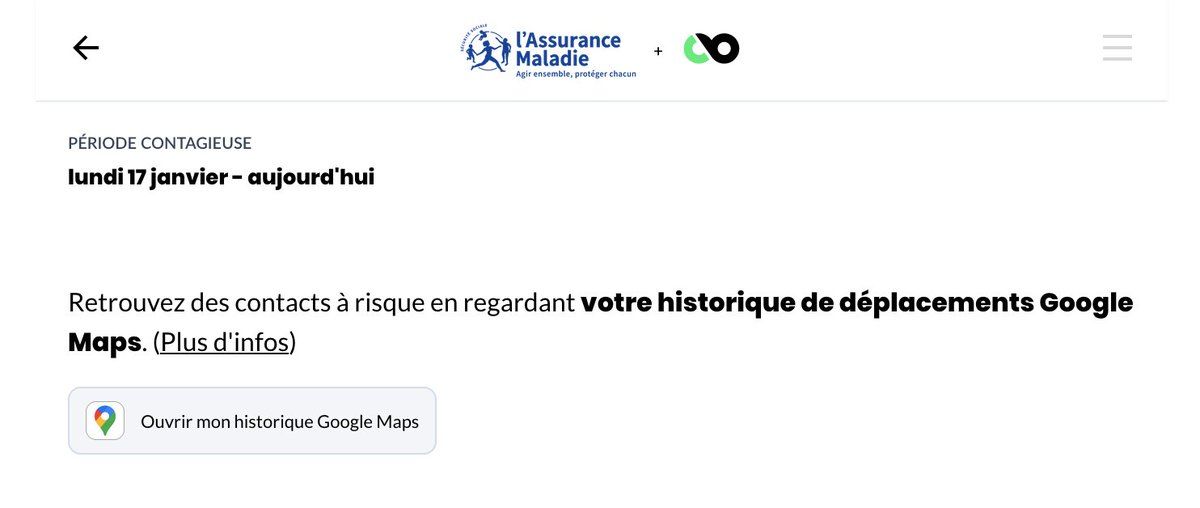 SÉCURITÉ SOCIALE
l'Assurance
Maladie
Agir ensemble, protéger chacun
+
PÉRIODE CONTAGIEUSE
lundi 17 janvier - aujourd'hui
Retrouvez des contacts à risque en regardant votre historique de déplacements Google
Maps. (Plus d'infos)
Ouvrir mon historique Google Maps